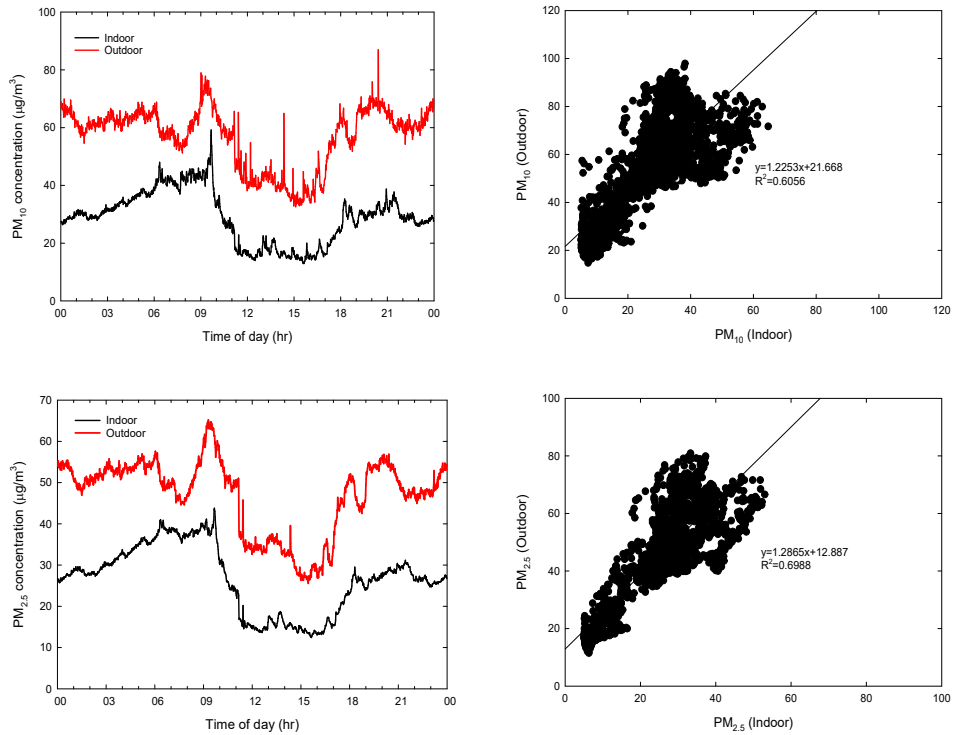 Indoor
Outdoor
PM10 concentration (µg/m3)
0
20
40
60
80
100
00 03 06 09 12 15 18 21 00
Time of day (hr)
PM10 (Outdoor)
0
20
40
60
80
100
120
y=1.2253x+21.668
R2=0.6056
0 20 40 60 80 100 120
PM10 (Indoor)
Indoor
Outdoor
PM2.5 concentration (µg/m3)
0
10
20
30
40
50
60
70
00 03 06 09 12 15 18 21 00
Time of day (hr)
PM2.5 (Outdoor)
0
20
40
60
80
100
y=1.2865x+12.887
R2=0.6988
0 20 40 60 80 100
PM2.5 (Indoor)